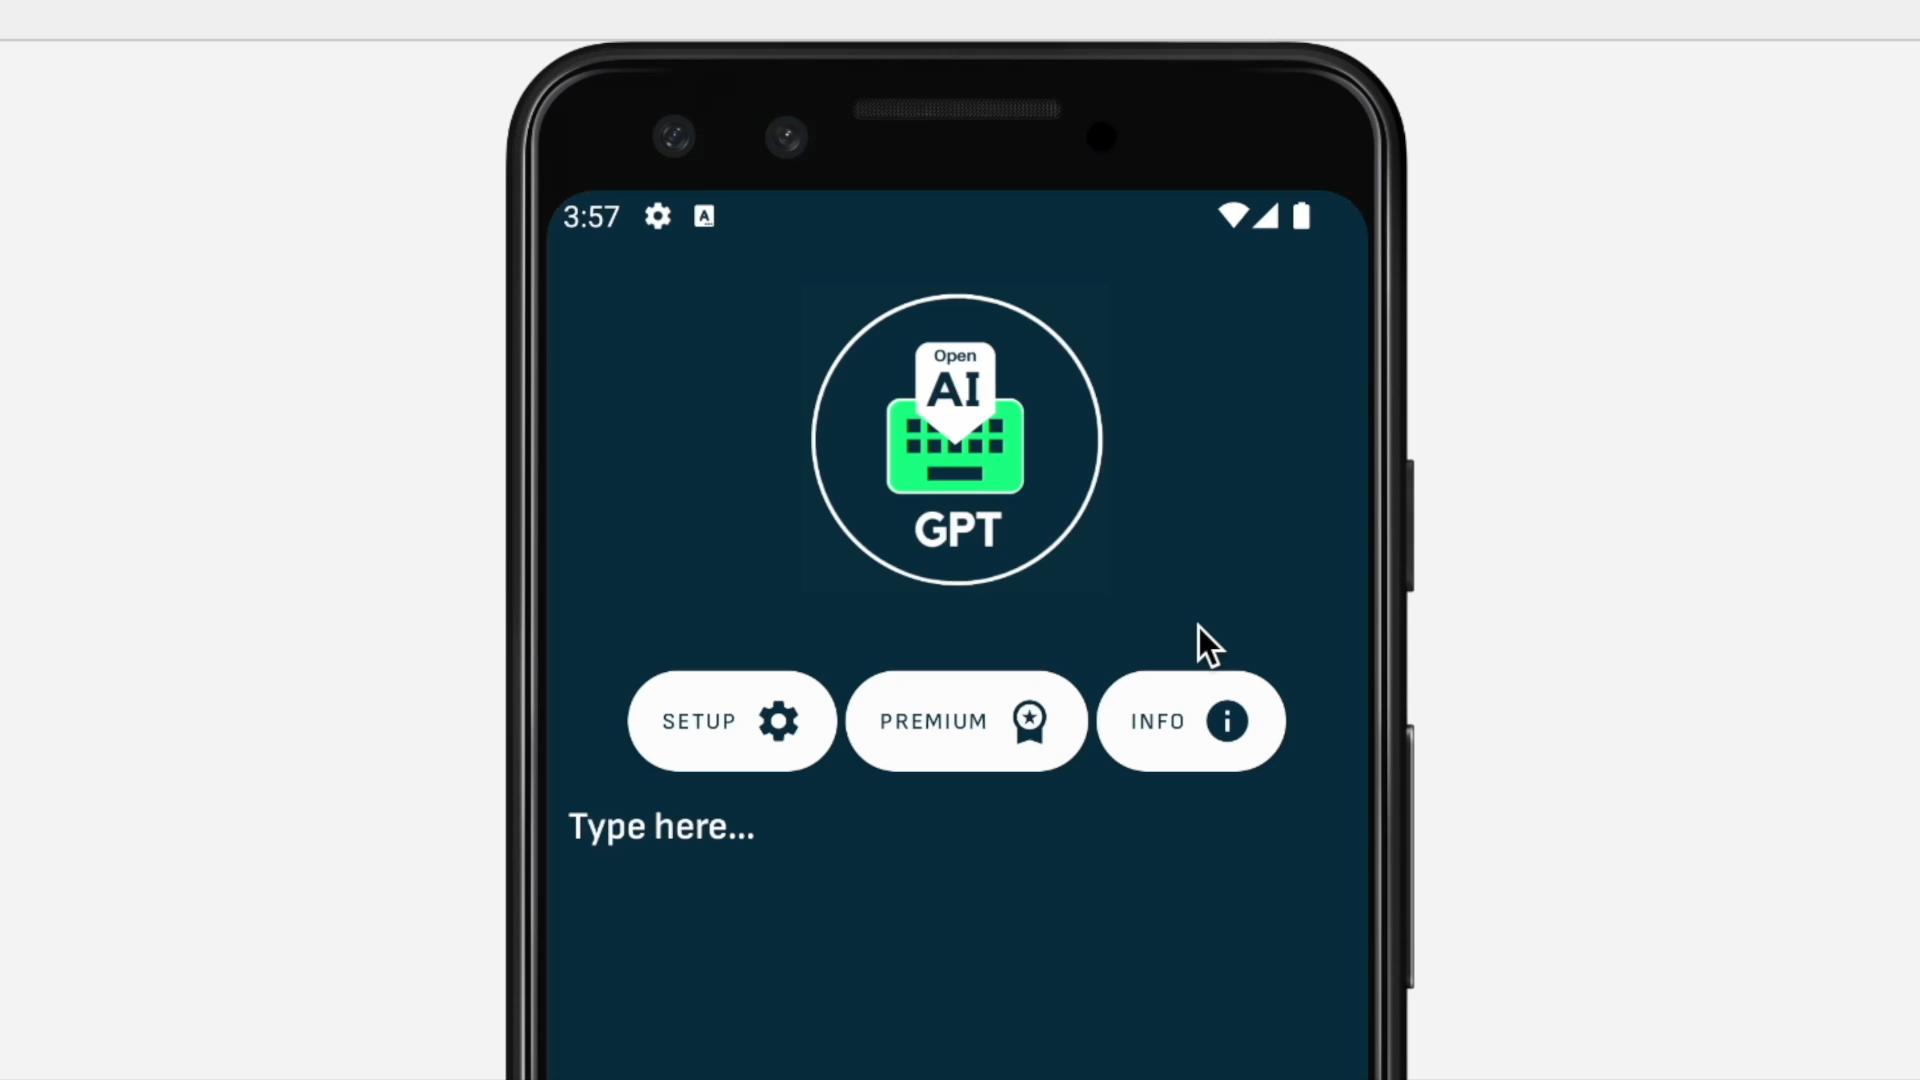 3:57
Open
AI
GPT
SETUP
PREMIUM
INFO
Type here...